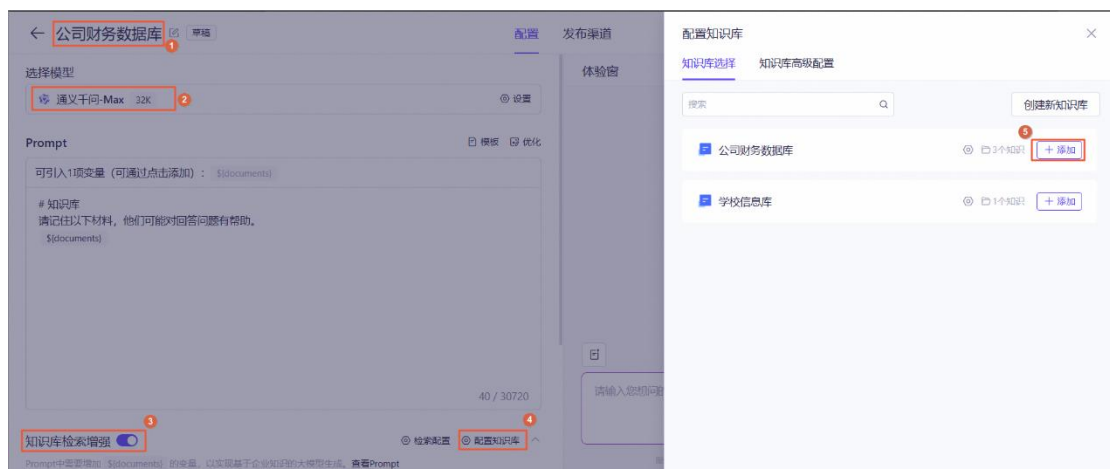 公司财务数据库 草稿
1
配置 发布渠道
选择模型
通义千问-Max 32K
2
设置
Prompt
模板 优化
可引入1项变量（可通过点击添加）： ${documents}
# 知识库
请记住以下材料，他们可能对回答问题有帮助。
${documents}
40 / 30720
3
知识库检索增强
检索配置
4
配置知识库
Prompt中需要增加 ${documents} 的变量，以实现基于企业知识的大模型生成。查看Prompt
体验窗
请输入您想问的
配置知识库
知识库选择 知识库高级配置
搜索
创建新知识库
5
公司财务数据库 3个知识 + 添加
学校信息库 1个知识 + 添加